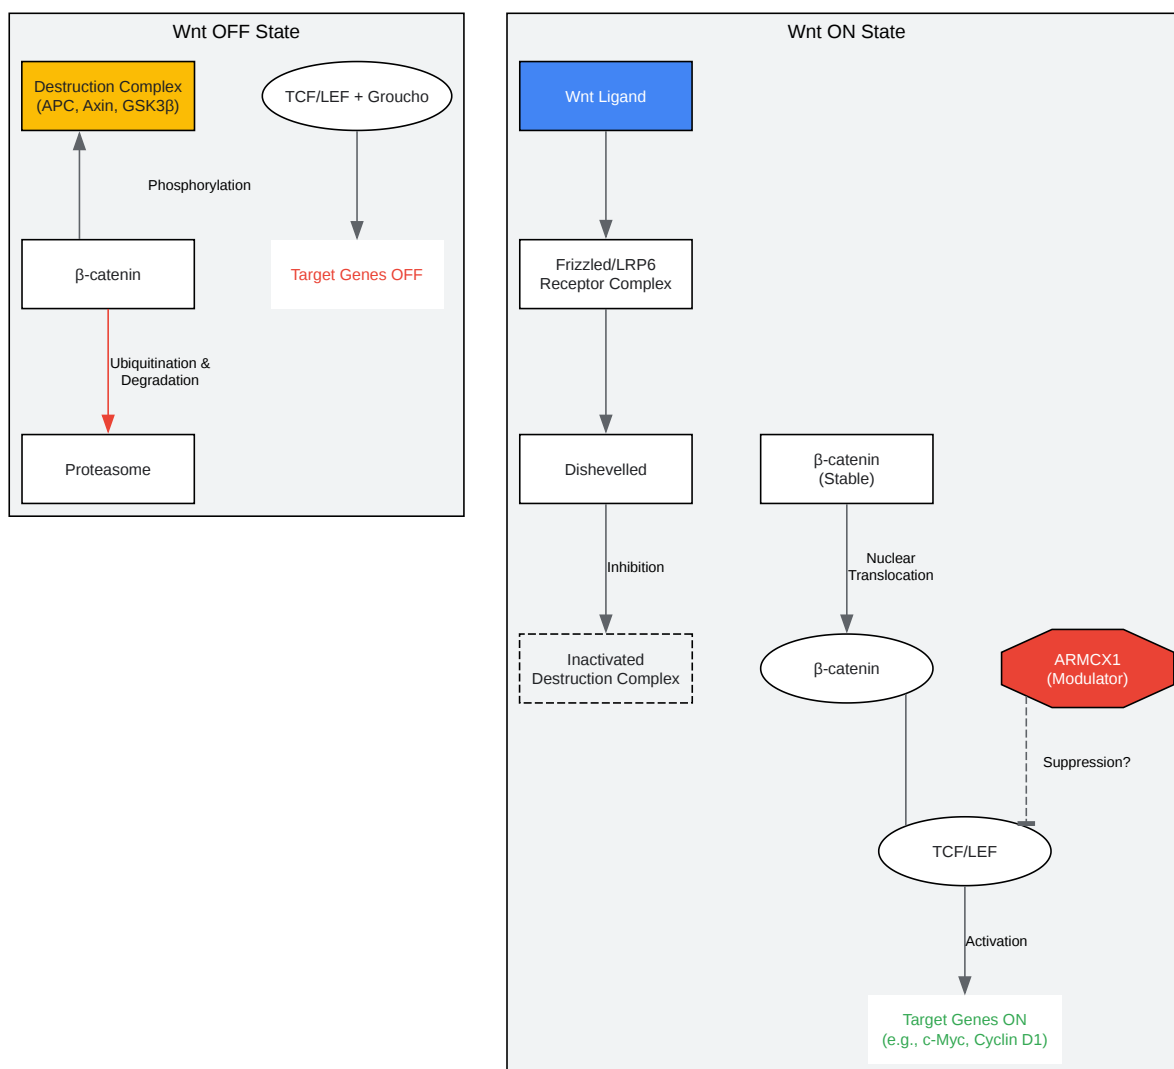 Wnt OFF State
Destruction Complex
(APC, Axin, GSK3β)
TCF/LEF + Groucho
Phosphorylation
β-catenin
Target Genes OFF
Ubiquitination &
Degradation
Proteasome
Wnt ON State
Wnt Ligand
Frizzled/LRP6
Receptor Complex
Dishevelled
β-catenin
(Stable)
Inhibition
Nuclear
Translocation
Inactivated
Destruction Complex
β-catenin
ARMCX1
(Modulator)
Suppression?
TCF/LEF
Activation
Target Genes ON
(e.g., c-Myc, Cyclin D1)